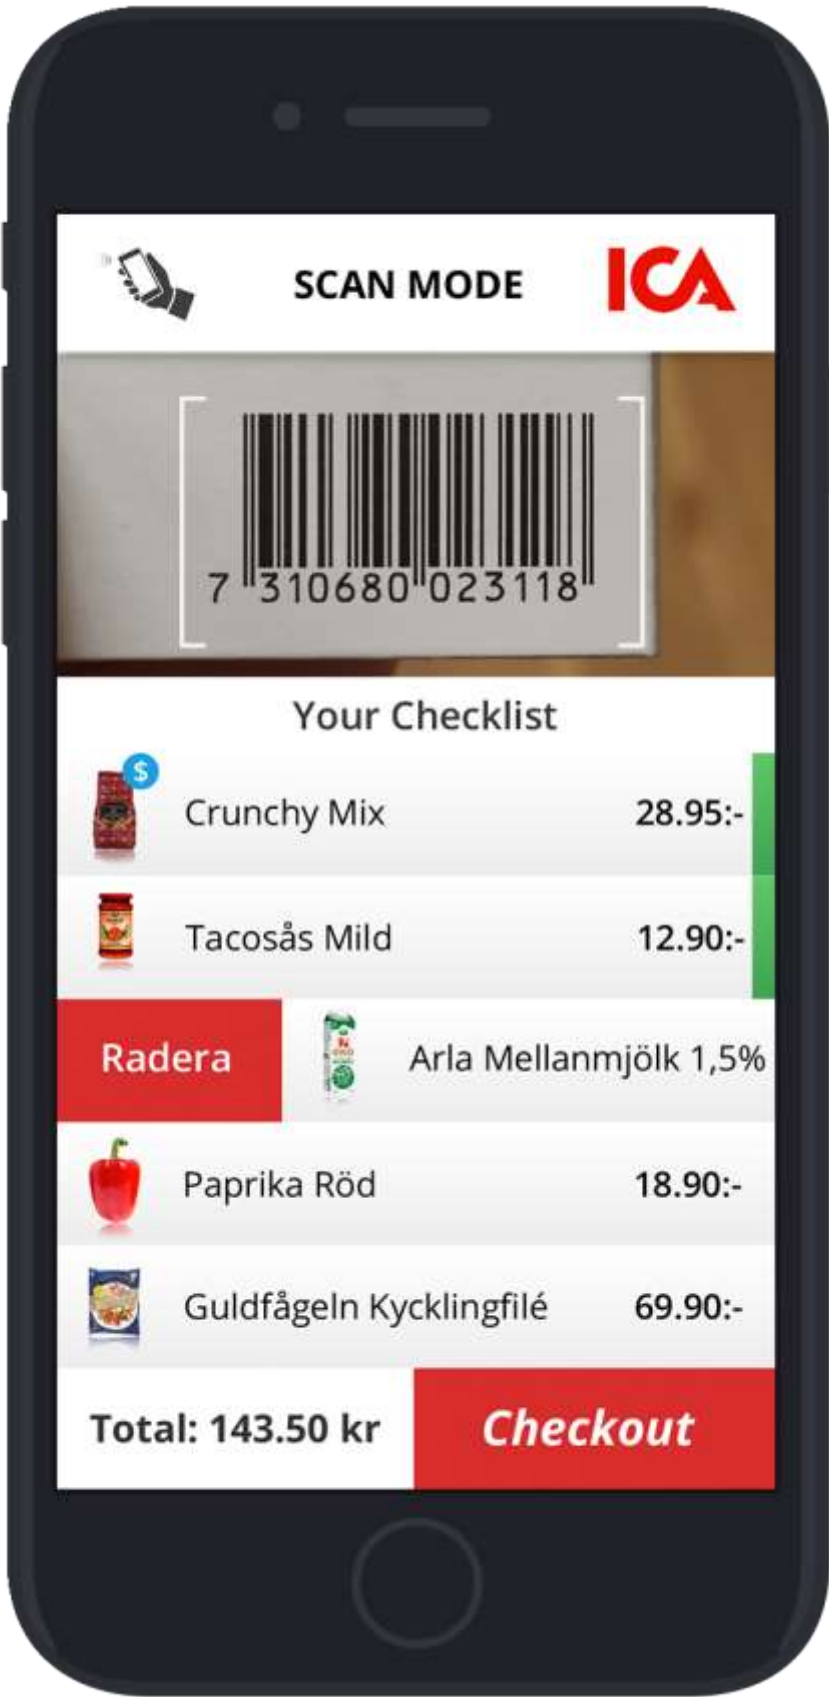 SCAN MODE
ICA
7 310680 023118
Your Checklist
$
Crunchy Mix 28.95:-
Tacosås Mild 12.90:-
Radera Arla Mellanmjölk 1,5%
Paprika Röd 18.90:-
Guldfågeln Kycklingfilé 69.90:-
Total: 143.50 kr Checkout